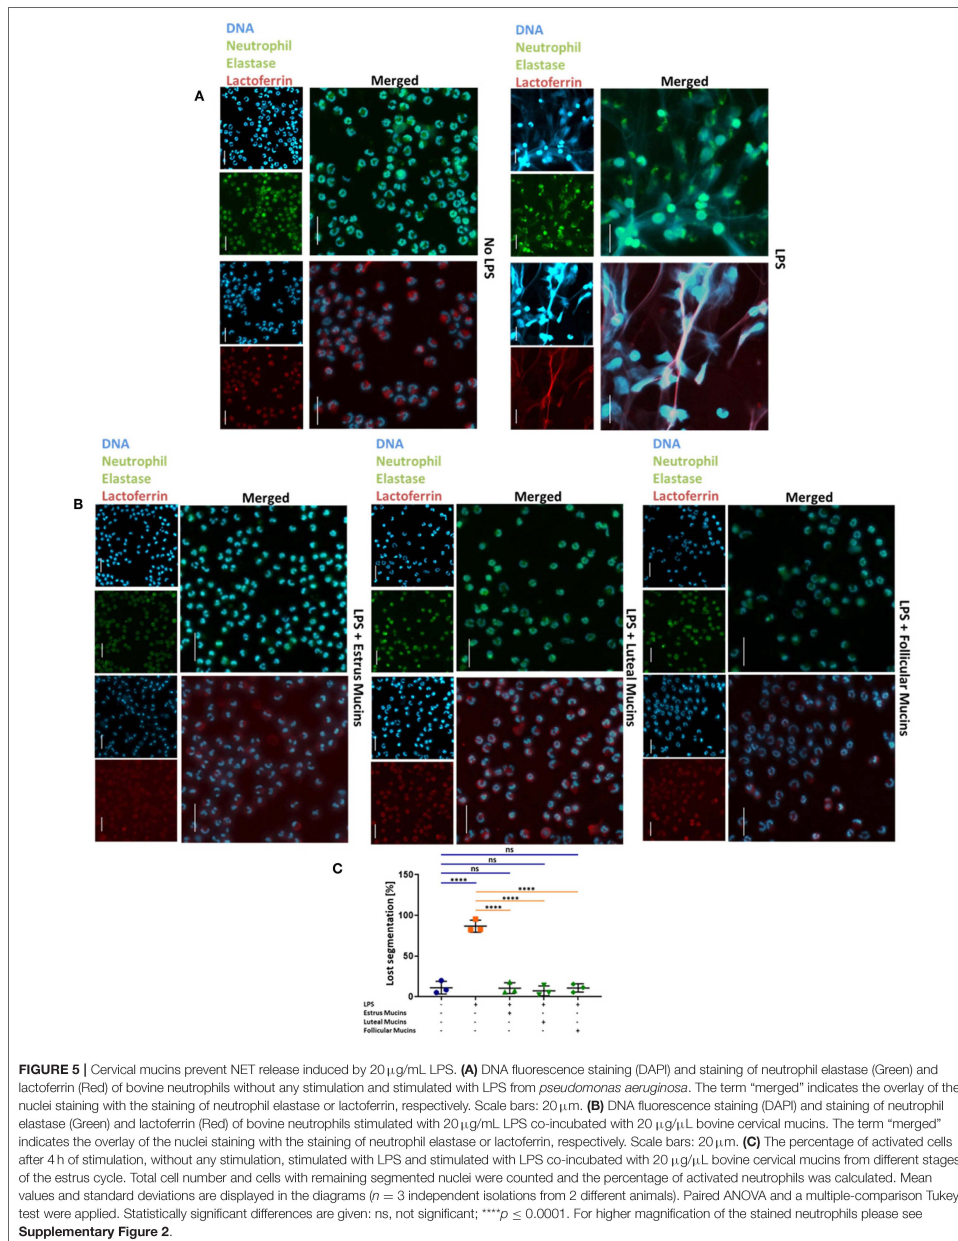 DNA
Neutrophil
Elastase
Lactoferrin
Merged
A
No LPS
DNA
Neutrophil
Elastase
Lactoferrin
Merged
LPS
DNA
Neutrophil
Elastase
Lactoferrin
Merged
B
LPS + Estrus Mucins
DNA
Neutrophil
Elastase
Lactoferrin
Merged
LPS + Luteal Mucins
DNA
Neutrophil
Elastase
Lactoferrin
Merged
LPS + Follicular Mucins
C
ns
ns
ns
****
****
****
****
Lost segmentation [%]
150
100
50
0
LPS - + + + +
Estrus Mucins - - + - -
Luteal Mucins - - - + -
Follicular Mucins - - - - +
FIGURE 5 | Cervical mucins prevent NET release induced by 20 μg/mL LPS. (A) DNA fluorescence staining (DAPI) and staining of neutrophil elastase (Green) and
lactoferrin (Red) of bovine neutrophils without any stimulation and stimulated with LPS from pseudomonas aeruginosa. The term “merged” indicates the overlay of the
nuclei staining with the staining of neutrophil elastase or lactoferrin, respectively. Scale bars: 20 μm. (B) DNA fluorescence staining (DAPI) and staining of neutrophil
elastase (Green) and lactoferrin (Red) of bovine neutrophils stimulated with 20 μg/mL LPS co-incubated with 20 μg/μL bovine cervical mucins. The term “merged”
indicates the overlay of the nuclei staining with the staining of neutrophil elastase or lactoferrin, respectively. Scale bars: 20 μm. (C) The percentage of activated cells
after 4 h of stimulation, without any stimulation, stimulated with LPS and stimulated with LPS co-incubated with 20 μg/μL bovine cervical mucins from different stages
of the estrus cycle. Total cell number and cells with remaining segmented nuclei were counted and the percentage of activated neutrophils was calculated. Mean
values and standard deviations are displayed in the diagrams (n = 3 independent isolations from 2 different animals). Paired ANOVA and a multiple-comparison Tukey
test were applied. Statistically significant differences are given: ns, not significant; ****p ≤ 0.0001. For higher magnification of the stained neutrophils please see
Supplementary Figure 2.